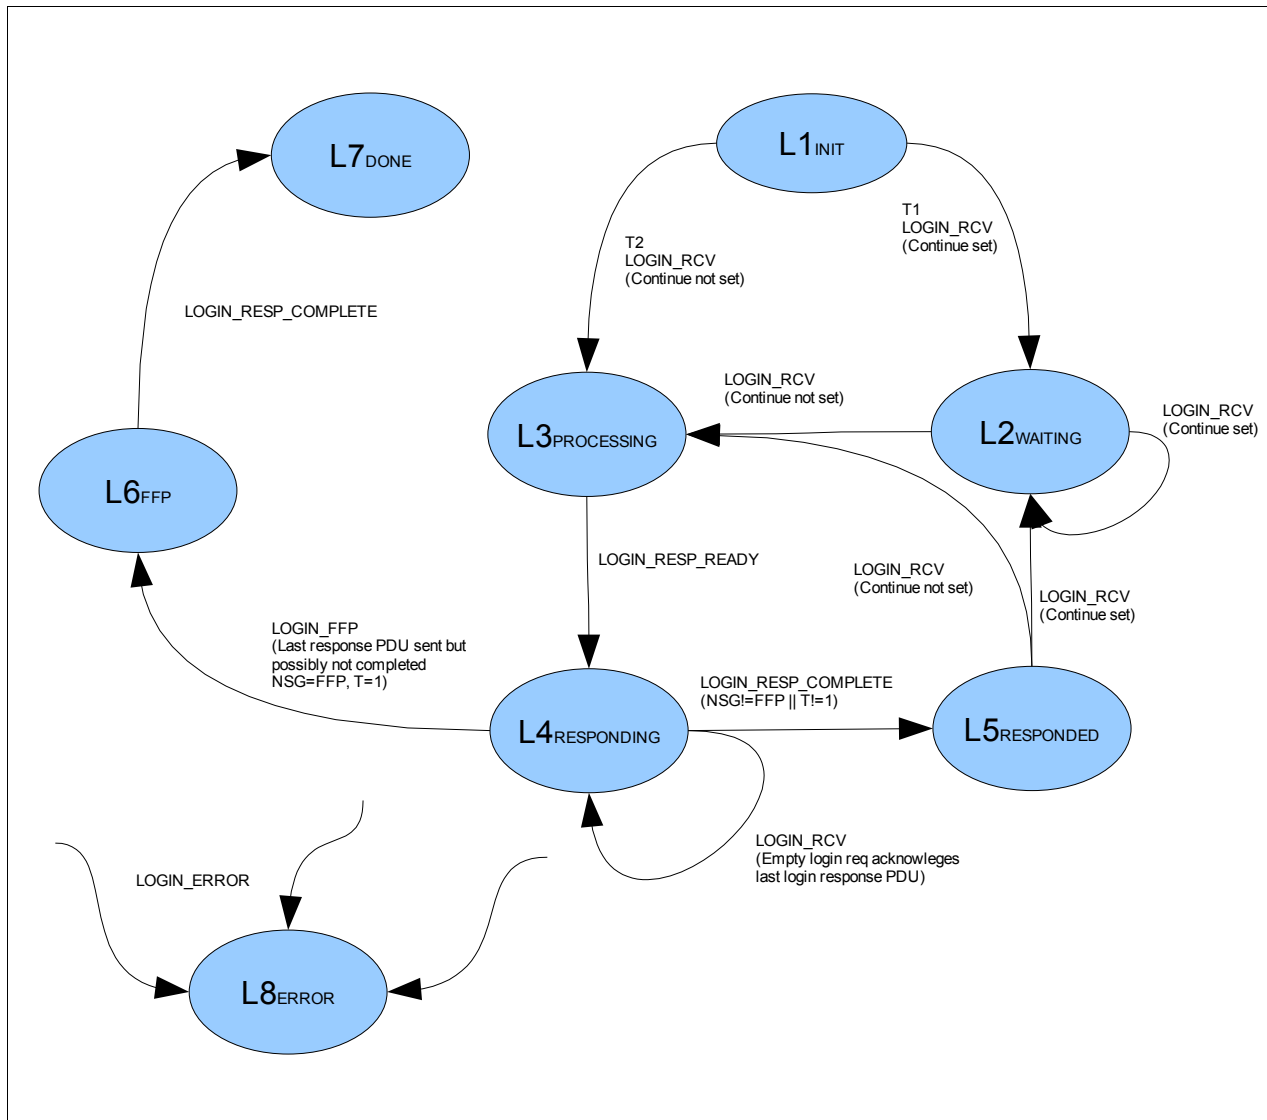 L7DONE
L1INIT
T1
LOGIN_RCV
(Continue set)
T2
LOGIN_RCV
(Continue not set)
LOGIN_RESP_COMPLETE
LOGIN_RCV
(Continue not set)
LOGIN_RCV
(Continue set)
L3PROCESSING
L2WAITING
L6FFP
LOGIN_RESP_READY
LOGIN_RCV
(Continue not set)
LOGIN_RCV
(Continue set)
LOGIN_FFP
(Last response PDU sent but
possibly not completed
NSG=FFP, T=1)
LOGIN_RESP_COMPLETE
(NSG!=FFP || T!=1)
L4RESPONDING
L5RESPONDED
LOGIN_RCV
(Empty login req acknowleges
last login response PDU)
LOGIN_ERROR
L8ERROR